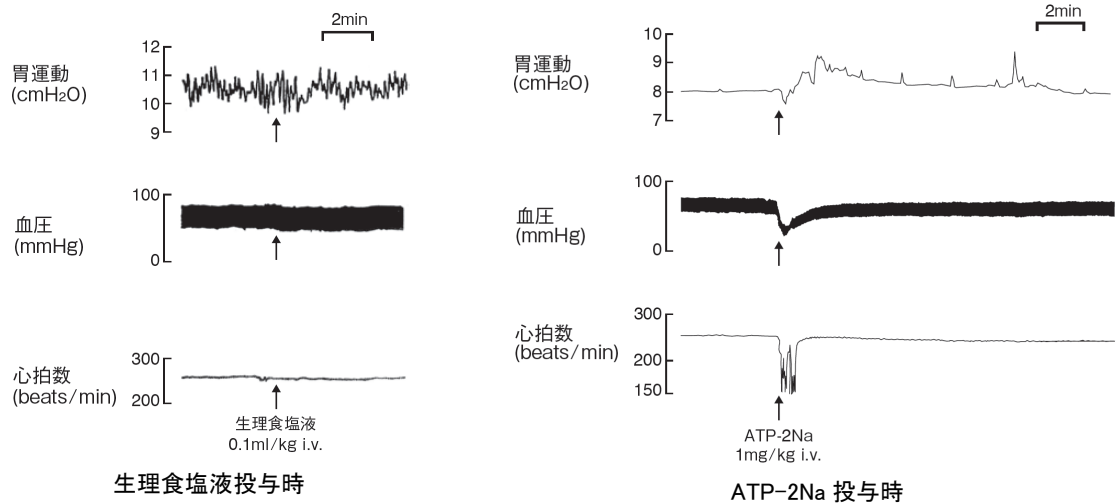 2min
胃運動
(cmH₂O)
12
11
10
9
血圧
(mmHg)
100
0
心拍数
(beats/min)
300
200
生理食塩液
0.1ml/kg i.v.
生理食塩液投与時
2min
胃運動
(cmH₂O)
10
9
8
7
血圧
(mmHg)
100
0
心拍数
(beats/min)
300
200
150
ATP-2Na
1mg/kg i.v.
ATP-2Na 投与時